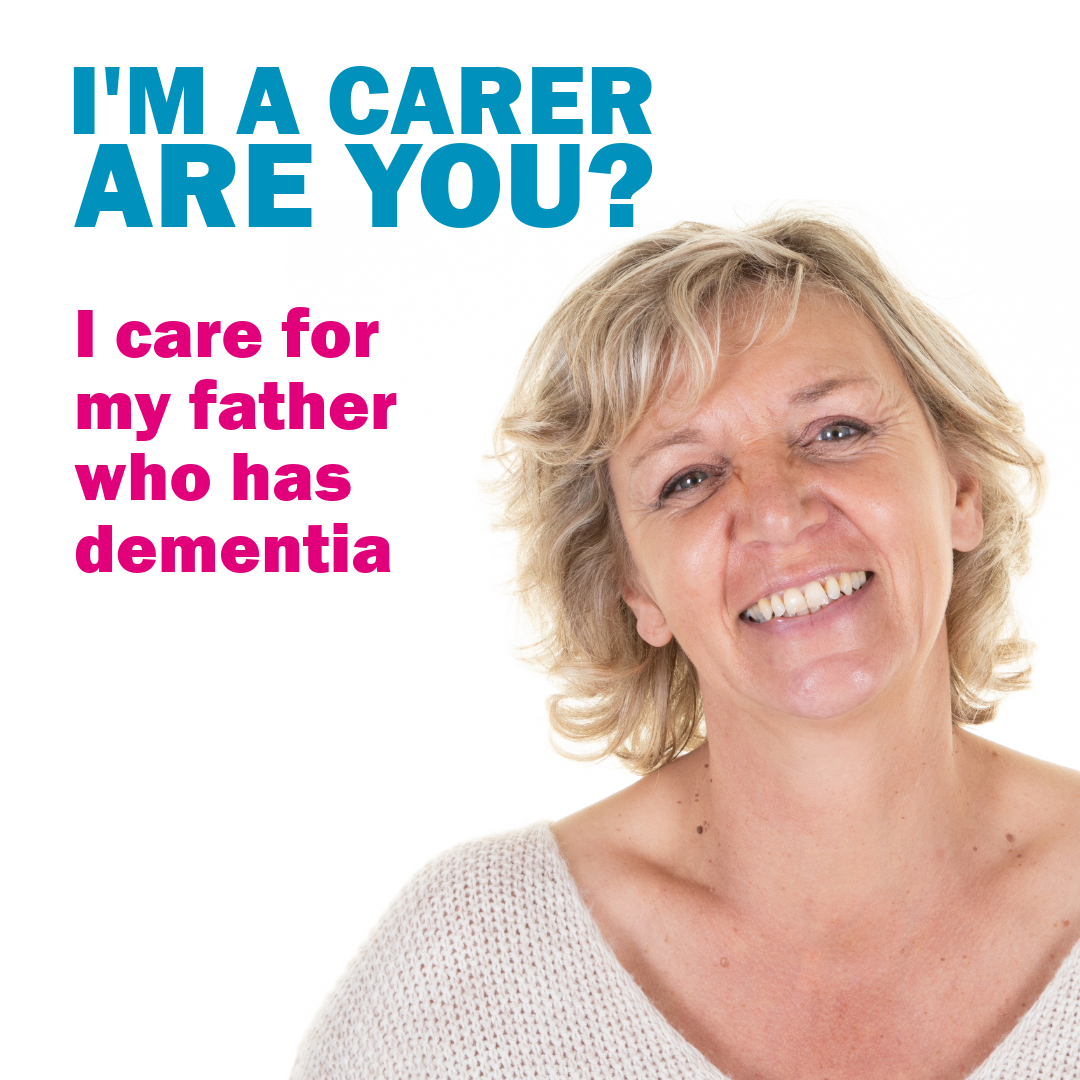 I'M A CARER
ARE YOU?
I care for
my father
who has
dementia